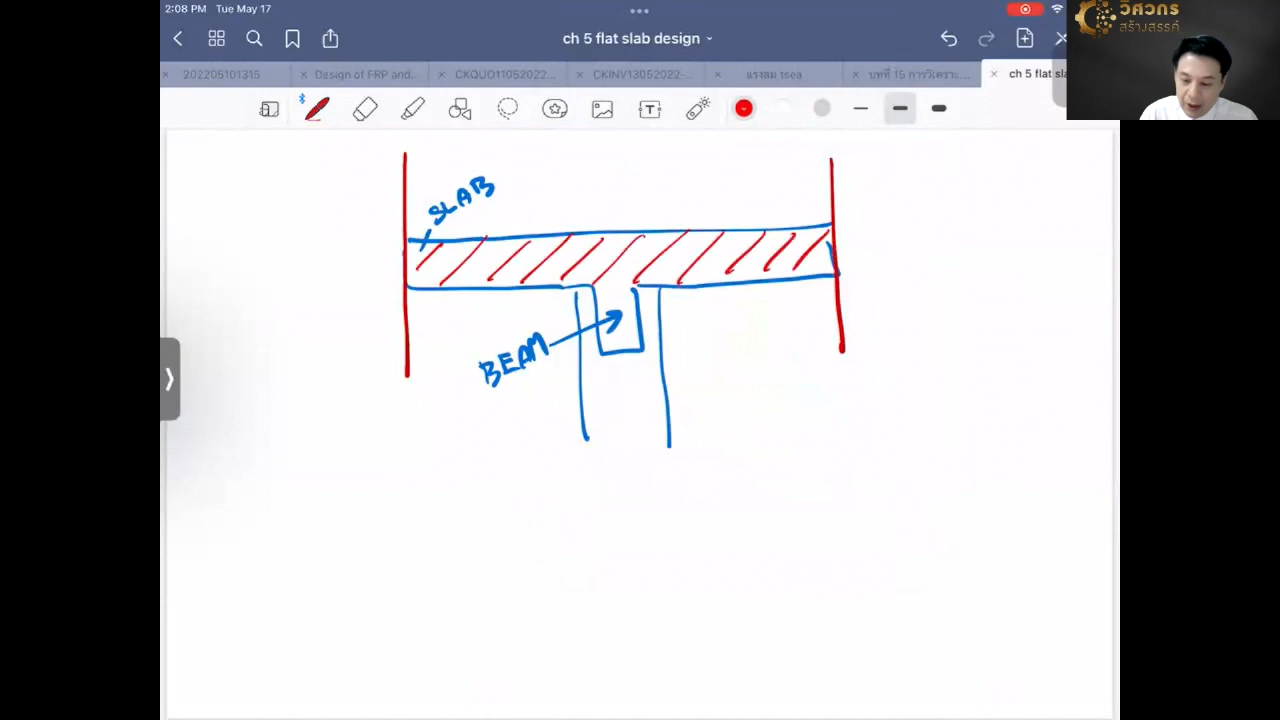 2:08 PM Tue May 17
วิศวกร
สร้างสรรค์
ch 5 flat slab design
202205101315
Design of FRP and...
CKQUO11052022...
CKINV13052022-...
แรงลม tsea
บทที่ 15 การวิเคราะ...
ch 5 flat sla
SLAB
BEAM